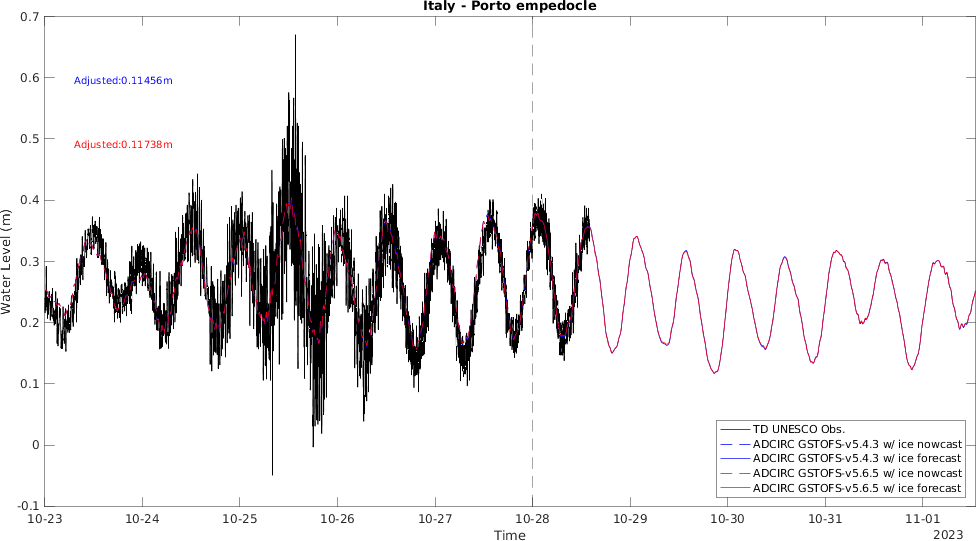 Italy - Porto empedocle
0.7
0.6
0.5
0.4
0.3
0.2
0.1
0
-0.1
Water Level (m)
Adjusted:0.11456m
Adjusted:0.11738m
TD UNESCO Obs.
ADCIRC GSTOFS-v5.4.3 w/ ice nowcast
ADCIRC GSTOFS-v5.4.3 w/ ice forecast
ADCIRC GSTOFS-v5.6.5 w/ ice nowcast
ADCIRC GSTOFS-v5.6.5 w/ ice forecast
10-23 10-24 10-25 10-26 10-27 10-28 10-29 10-30 10-31 11-01
Time
2023